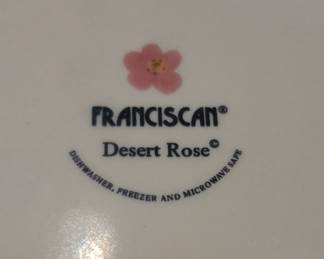 FRANCISCAN®
Desert Rose©
DISHWASHER, FREEZER AND MICROWAVE SAFE